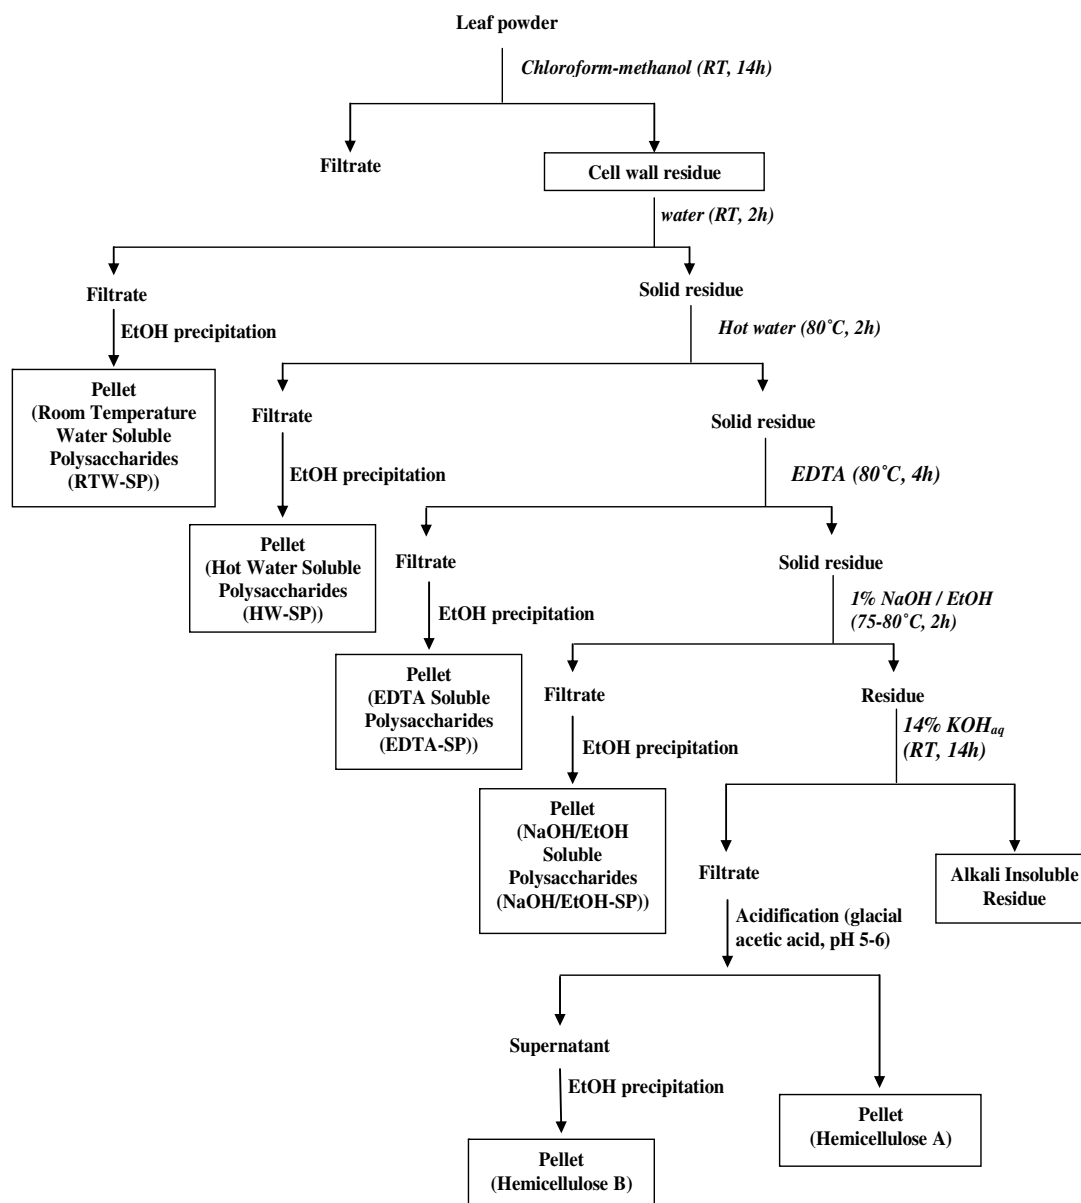 Leaf powder
Chloroform-methanol (RT, 14h)
Filtrate
Cell wall residue
water (RT, 2h)
Filtrate
Solid residue
EtOH precipitation
Hot water (80˚C, 2h)
Pellet
(Room Temperature
Water Soluble
Polysaccharides
(RTW-SP))
Filtrate
Solid residue
EtOH precipitation
EDTA (80˚C, 4h)
Pellet
(Hot Water Soluble
Polysaccharides
(HW-SP))
Filtrate
Solid residue
EtOH precipitation
1% NaOH / EtOH
(75-80˚C, 2h)
Pellet
(EDTA Soluble
Polysaccharides
(EDTA-SP))
Filtrate
Residue
EtOH precipitation
14% KOHaq
(RT, 14h)
Pellet
(NaOH/EtOH
Soluble
Polysaccharides
(NaOH/EtOH-SP))
Filtrate
Alkali Insoluble
Residue
Acidification (glacial
acetic acid, pH 5-6)
Supernatant
EtOH precipitation
Pellet
(Hemicellulose A)
Pellet
(Hemicellulose B)